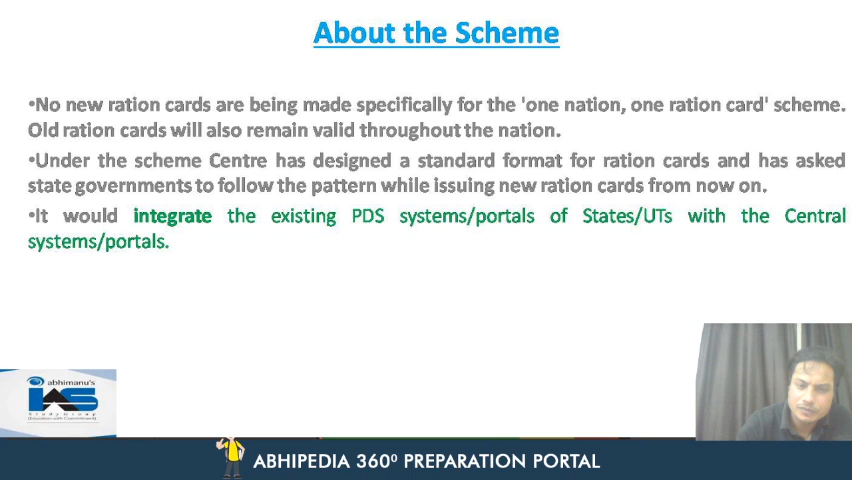 About the Scheme
•No new ration cards are being made specifically for the 'one nation, one ration card' scheme.
Old ration cards will also remain valid throughout the nation.
•Under the scheme Centre has designed a standard format for ration cards and has asked
state governments to follow the pattern while issuing new ration cards from now on.
•It would integrate the existing PDS systems/portals of States/UTs with the Central
systems/portals.
abhimanu's
ias
Study Group
ABHIPEDIA 360⁰ PREPARATION PORTAL